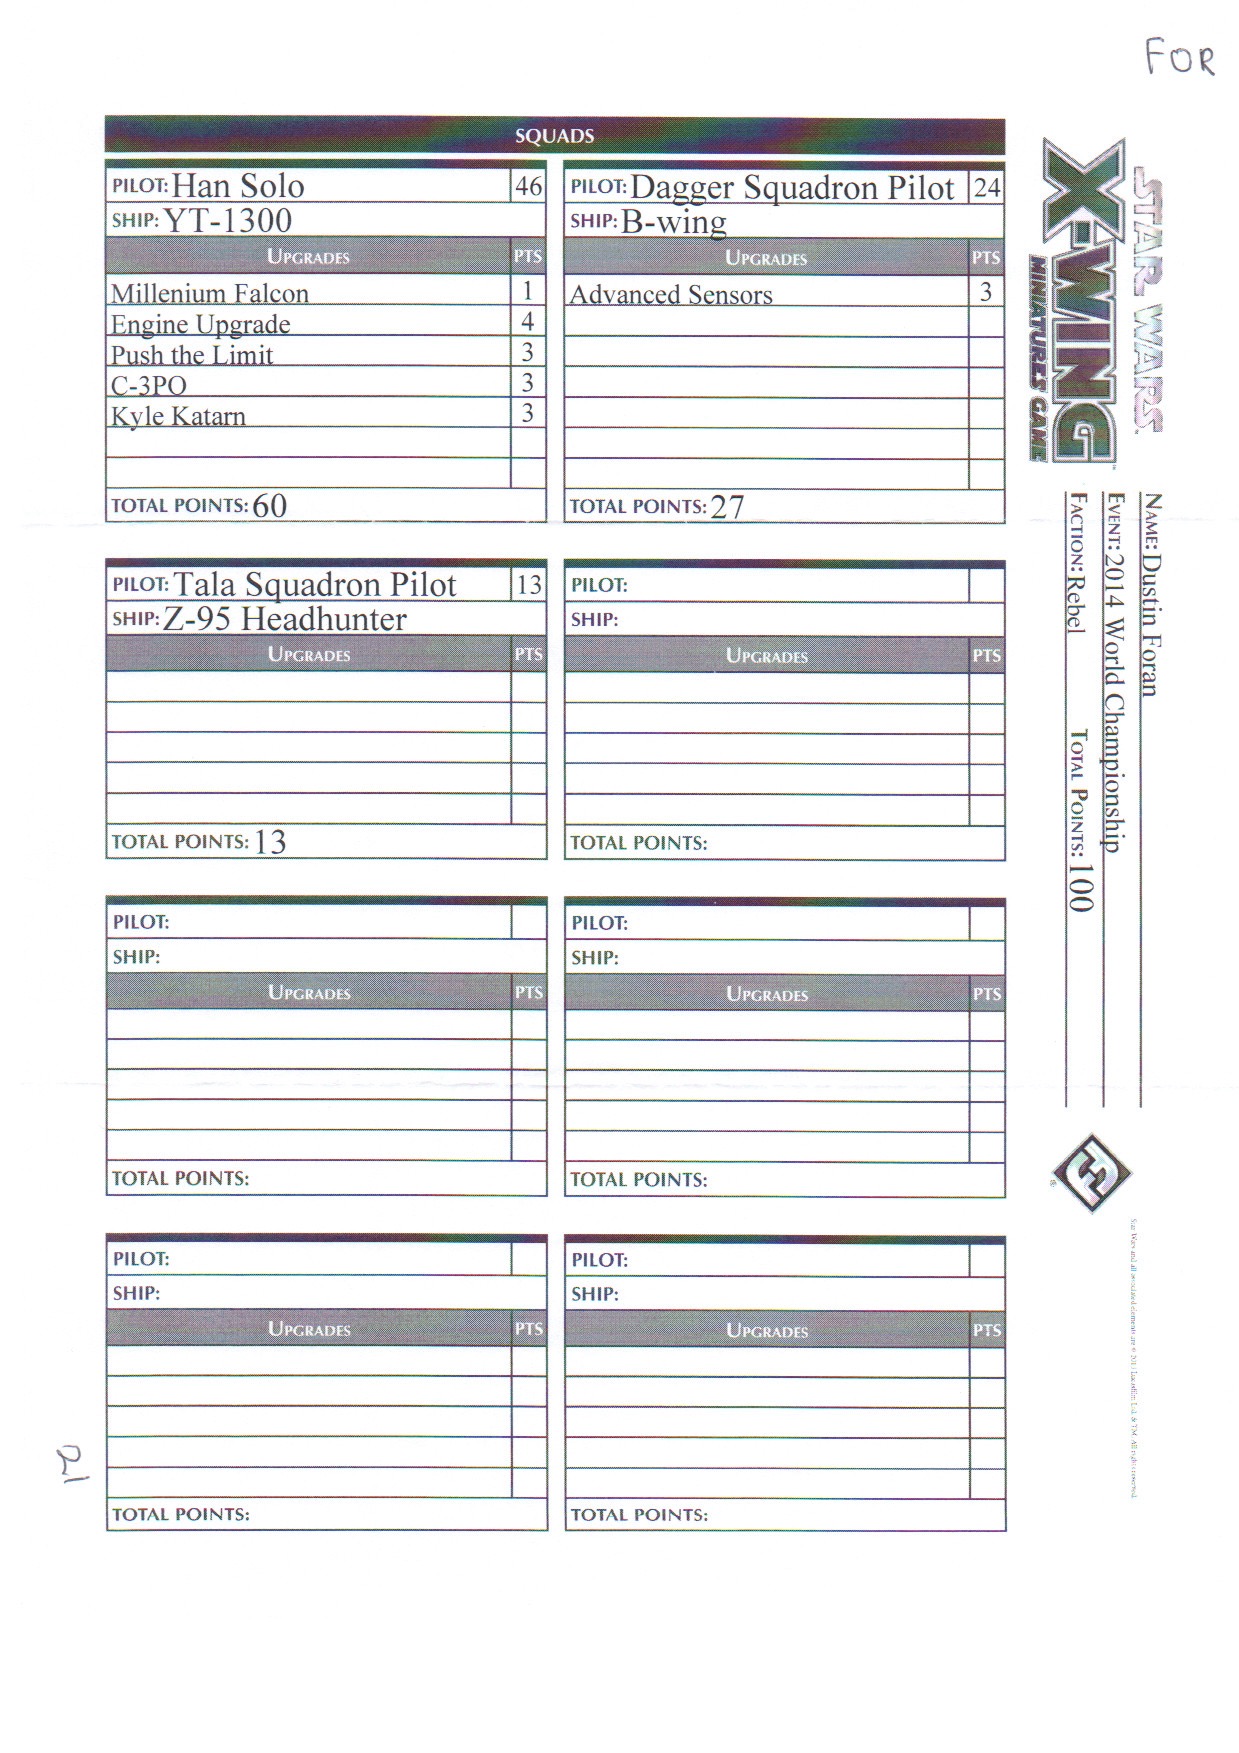 FOR
SQUADS
PILOT: Han Solo 46
SHIP: YT-1300
UPGRADES PTS
Millenium Falcon 1
Engine Upgrade 4
Push the Limit 3
C-3PO 3
Kyle Katarn 3
TOTAL POINTS: 60
PILOT: Dagger Squadron Pilot 24
SHIP: B-wing
UPGRADES PTS
Advanced Sensors 3
TOTAL POINTS: 27
PILOT: Tala Squadron Pilot 13
SHIP: Z-95 Headhunter
UPGRADES PTS
TOTAL POINTS: 13
PILOT:
SHIP:
UPGRADES PTS
TOTAL POINTS:
PILOT:
SHIP:
UPGRADES PTS
TOTAL POINTS:
PILOT:
SHIP:
UPGRADES PTS
TOTAL POINTS:
PILOT:
SHIP:
UPGRADES PTS
TOTAL POINTS:
PILOT:
SHIP:
UPGRADES PTS
TOTAL POINTS:
STAR WARS
X-WING
MINIATURES GAME
NAME: Dustin Foran
EVENT: 2014 World Championship
FACTION: Rebel TOTAL POINTS: 100
21